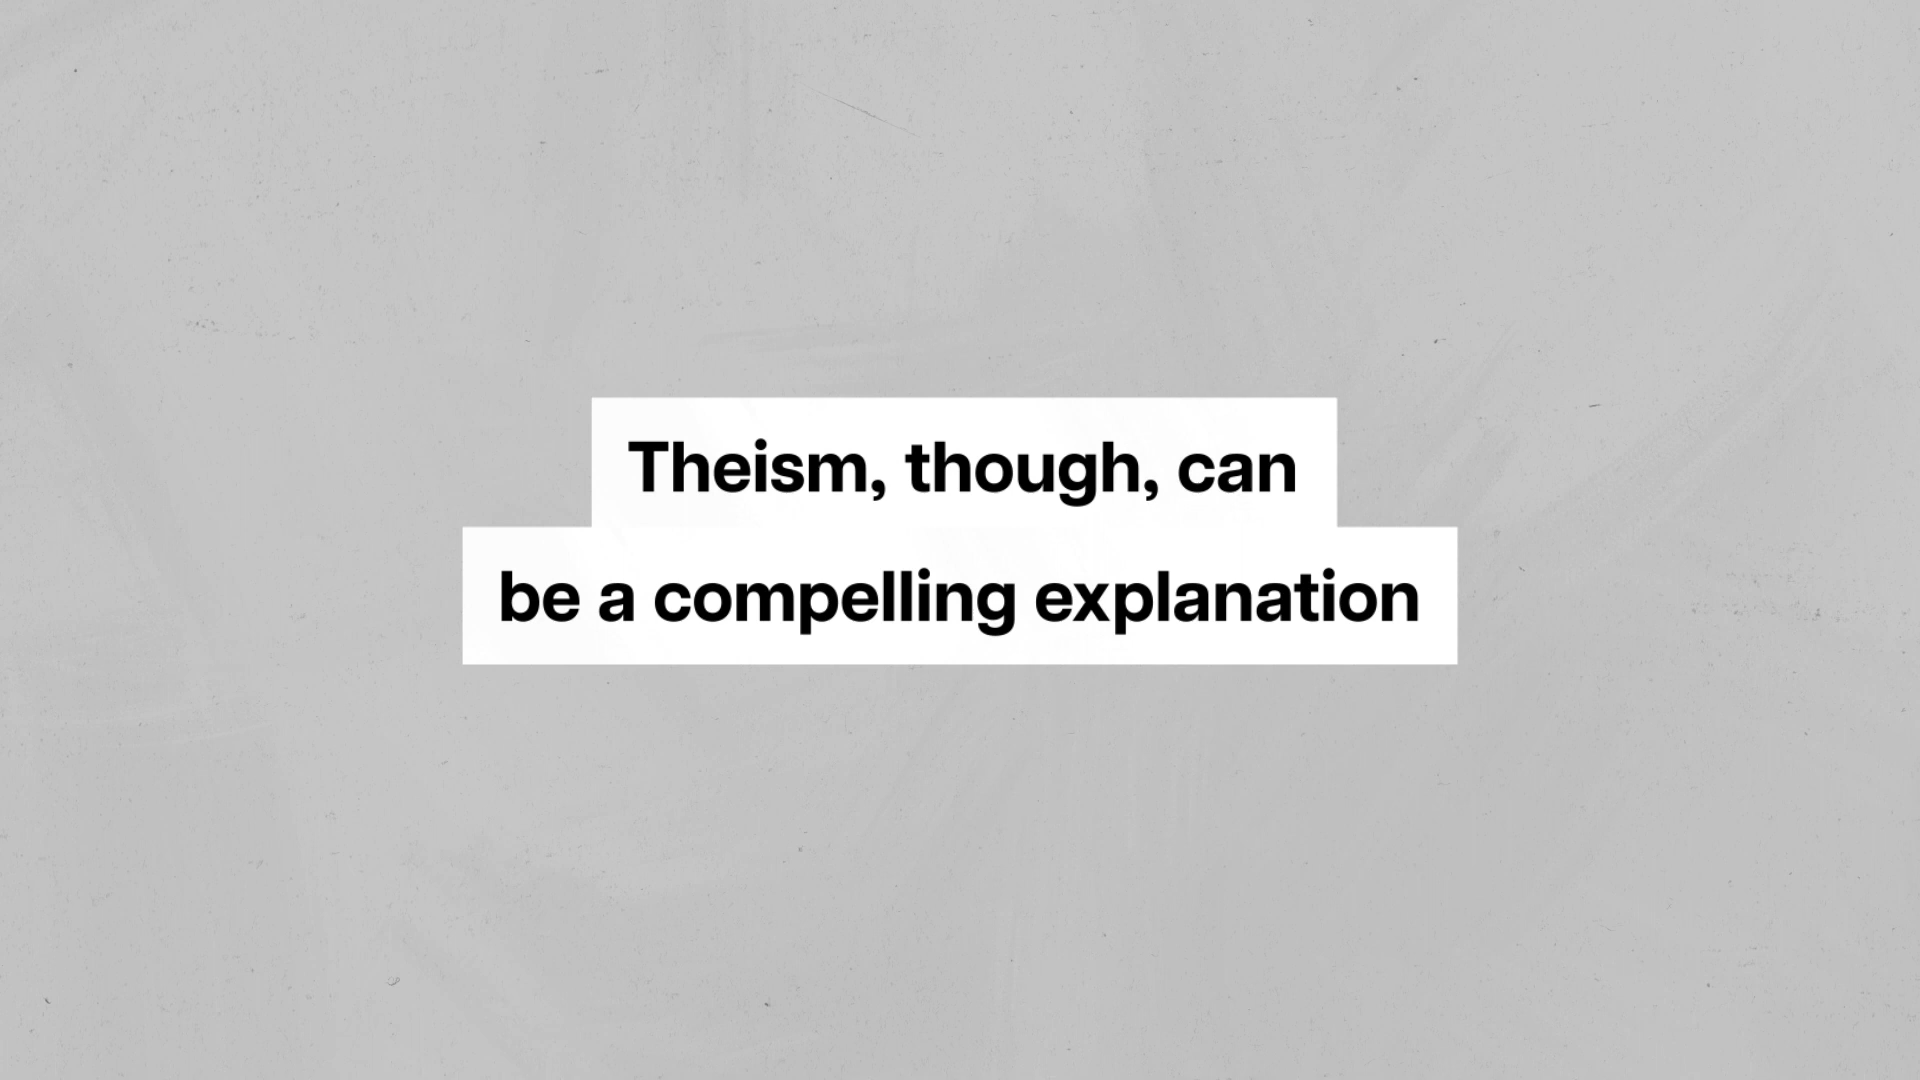 Theism, though, can
be a compelling explanation